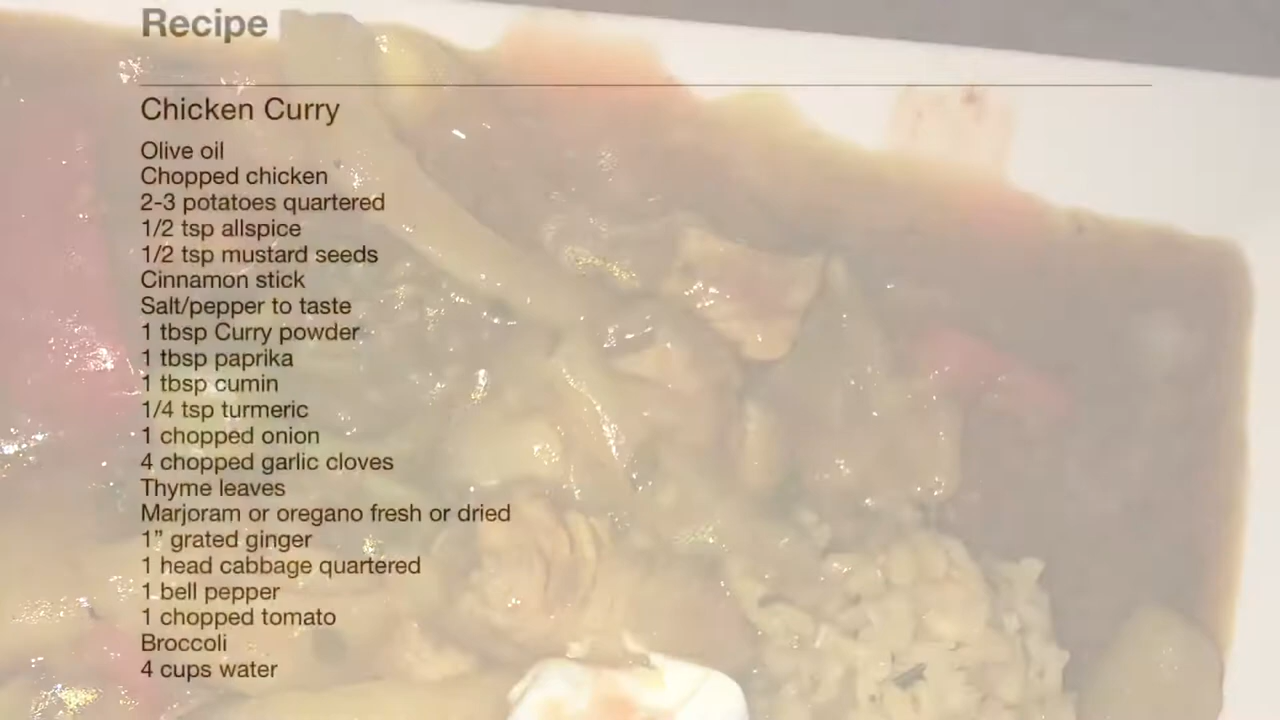 Recipe
Chicken Curry
Olive oil
Chopped chicken
2-3 potatoes quartered
1/2 tsp allspice
1/2 tsp mustard seeds
Cinnamon stick
Salt/pepper to taste
1 tbsp Curry powder
1 tbsp paprika
1 tbsp cumin
1/4 tsp turmeric
1 chopped onion
4 chopped garlic cloves
Thyme leaves
Marjoram or oregano fresh or dried
1” grated ginger
1 head cabbage quartered
1 bell pepper
1 chopped tomato
Broccoli
4 cups water